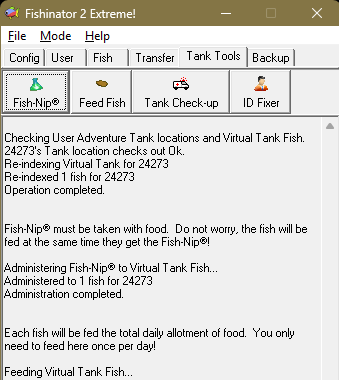 Fishinator 2 Extreme!
File Mode Help
Config User Fish Transfer Tank Tools Backup
Fish-Nip® Feed Fish Tank Check-up ID Fixer
Checking User Adventure Tank locations and Virtual Tank Fish.
24273's Tank location checks out Ok.
Re-indexing Virtual Tank for 24273
Re-indexed 1 fish for 24273
Operation completed.
Fish-Nip® must be taken with food.  Do not worry, the fish will be
fed at the same time they get the Fish-Nip®!
Administering Fish-Nip® to Virtual Tank Fish...
Administered to 1 fish for 24273
Administration completed.
Each fish will be fed the total daily allotment of food.  You only
need to feed here once per day!
Feeding Virtual Tank Fish...